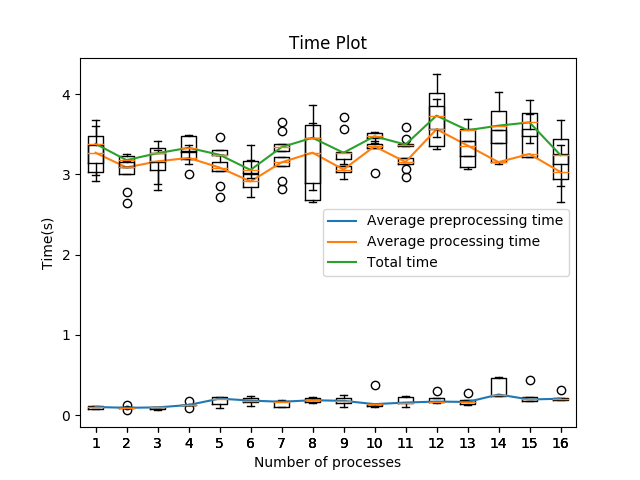 Time Plot
4
3
2
1
0
Time(s)
Average preprocessing time
Average processing time
Total time
1 2 3 4 5 6 7 8 9 10 11 12 13 14 15 16
Number of processes